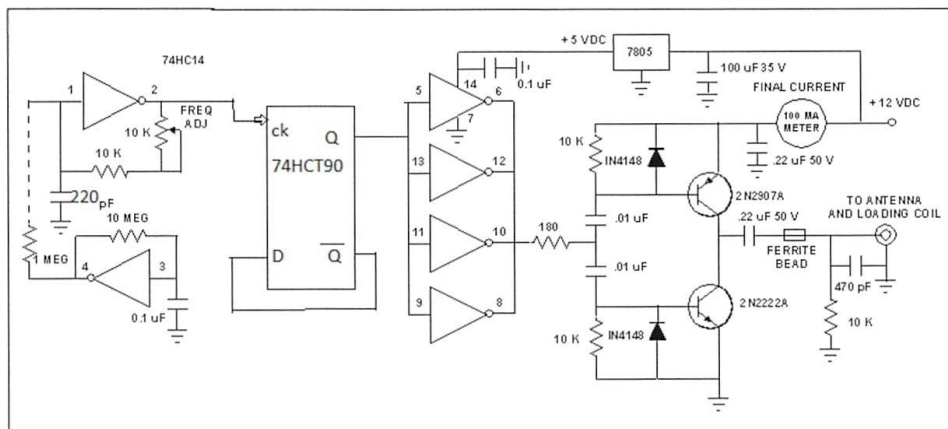 74HC14
1
2
FREQ
ADJ
10 K
10 K
220 pF
10 MEG
1 MEG
4
3
0.1 uF
ck
Q
74HCT90
D
Q
5
6
14
7
13
12
11
10
9
8
+5 VDC
7805
0.1 uF
100 uF 35 V
FINAL CURRENT
100 MA
METER
+12 VDC
.22 uF 50 V
10 K
IN4148
2N2907A
.01 uF
180
.01 uF
.22 uF 50 V
TO ANTENNA
AND LOADING COIL
FERRITE
BEAD
470 pF
10 K
2N2222A
10 K
IN4148